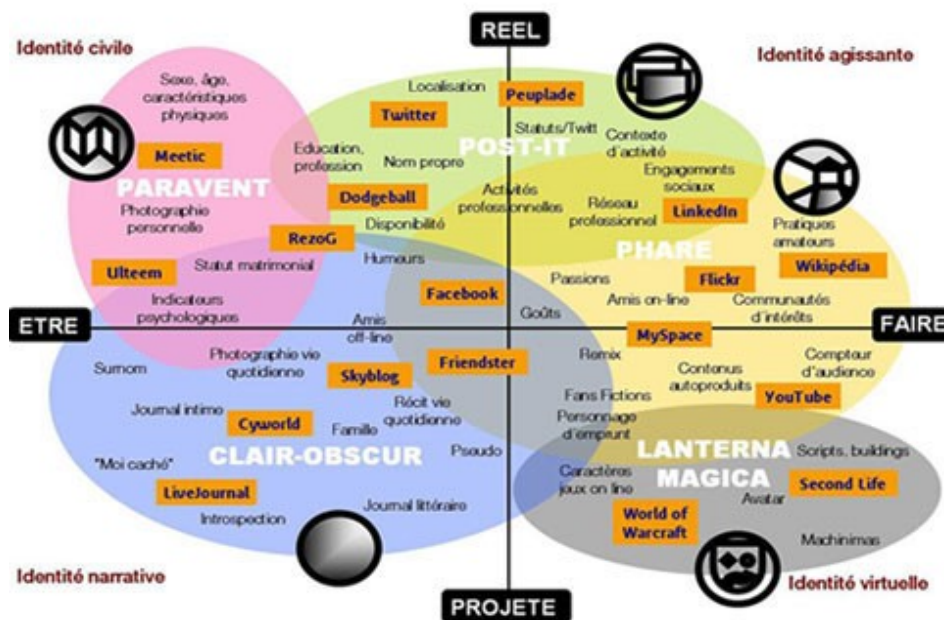 REEL
Identité civile
Identité agissante
Sexe, âge,
caractéristiques
physiques
Localisation
Peuplade
Twitter
Statuts/Twitt
Contexte
d'activité
POST-IT
Meetic
Education,
profession
Nom propre
Engagements
sociaux
PARAVENT
Dodgeball
Activités
professionnelles
Réseau
professionnel
LinkedIn
Photographie
personnelle
Disponibilité
Pratiques
amateurs
RezoG
PHARE
Ulteem
Statut matrimonial
Humeurs
Wikipédia
Passions
Flickr
Facebook
Indicateurs
psychologiques
Amis on-line
Communautés
d'intérêts
Goûts
ETRE
FAIRE
Amis
off-line
MySpace
Surnom
Photographie vie
quotidienne
Friendster
Remix
Compteur
d'audience
Skyblog
Contenus
autoproduits
Fans Fictions
YouTube
Journal intime
Récit vie
quotidienne
Cyworld
Famille
Personnage
d'emprunt
CLAIR-OBSCUR
Pseudo
LANTERNA
MAGICA
Scripts, buildings
"Moi caché"
Caractères
jeux on line
LiveJournal
Second Life
Avatar
Introspection
Journal littéraire
World of
Warcraft
Machinimas
Identité narrative
Identité virtuelle
PROJETE